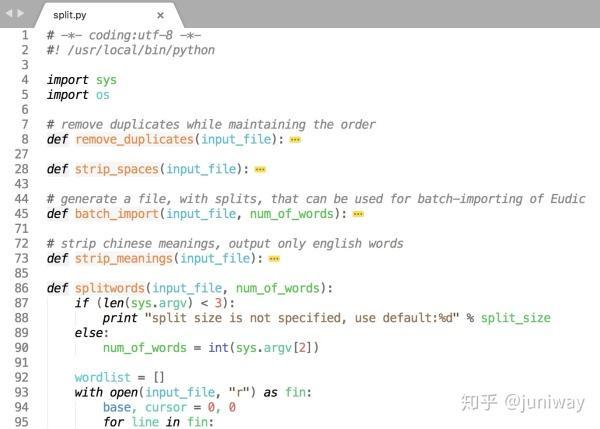 split.py
1 # -*- coding:utf-8 -*-
2 #! /usr/local/bin/python
3
4 import sys
5 import os
6
7 # remove duplicates while maintaining the order
8 def remove_duplicates(input_file):
27
28 def strip_spaces(input_file):
43
44 # generate a file, with splits, that can be used for batch-importing of Eudic
45 def batch_import(input_file, num_of_words):
71
72 # strip chinese meanings, output only english words
73 def strip_meanings(input_file):
85
86 def splitwords(input_file, num_of_words):
87 if (len(sys.argv) < 3):
88 print "split size is not specified, use default:%d" % split_size
89 else:
90 num_of_words = int(sys.argv[2])
91
92 wordlist = []
93 with open(input_file, "r") as fin:
94 base, cursor = 0, 0
95 for line in fin:
知乎 @juniway